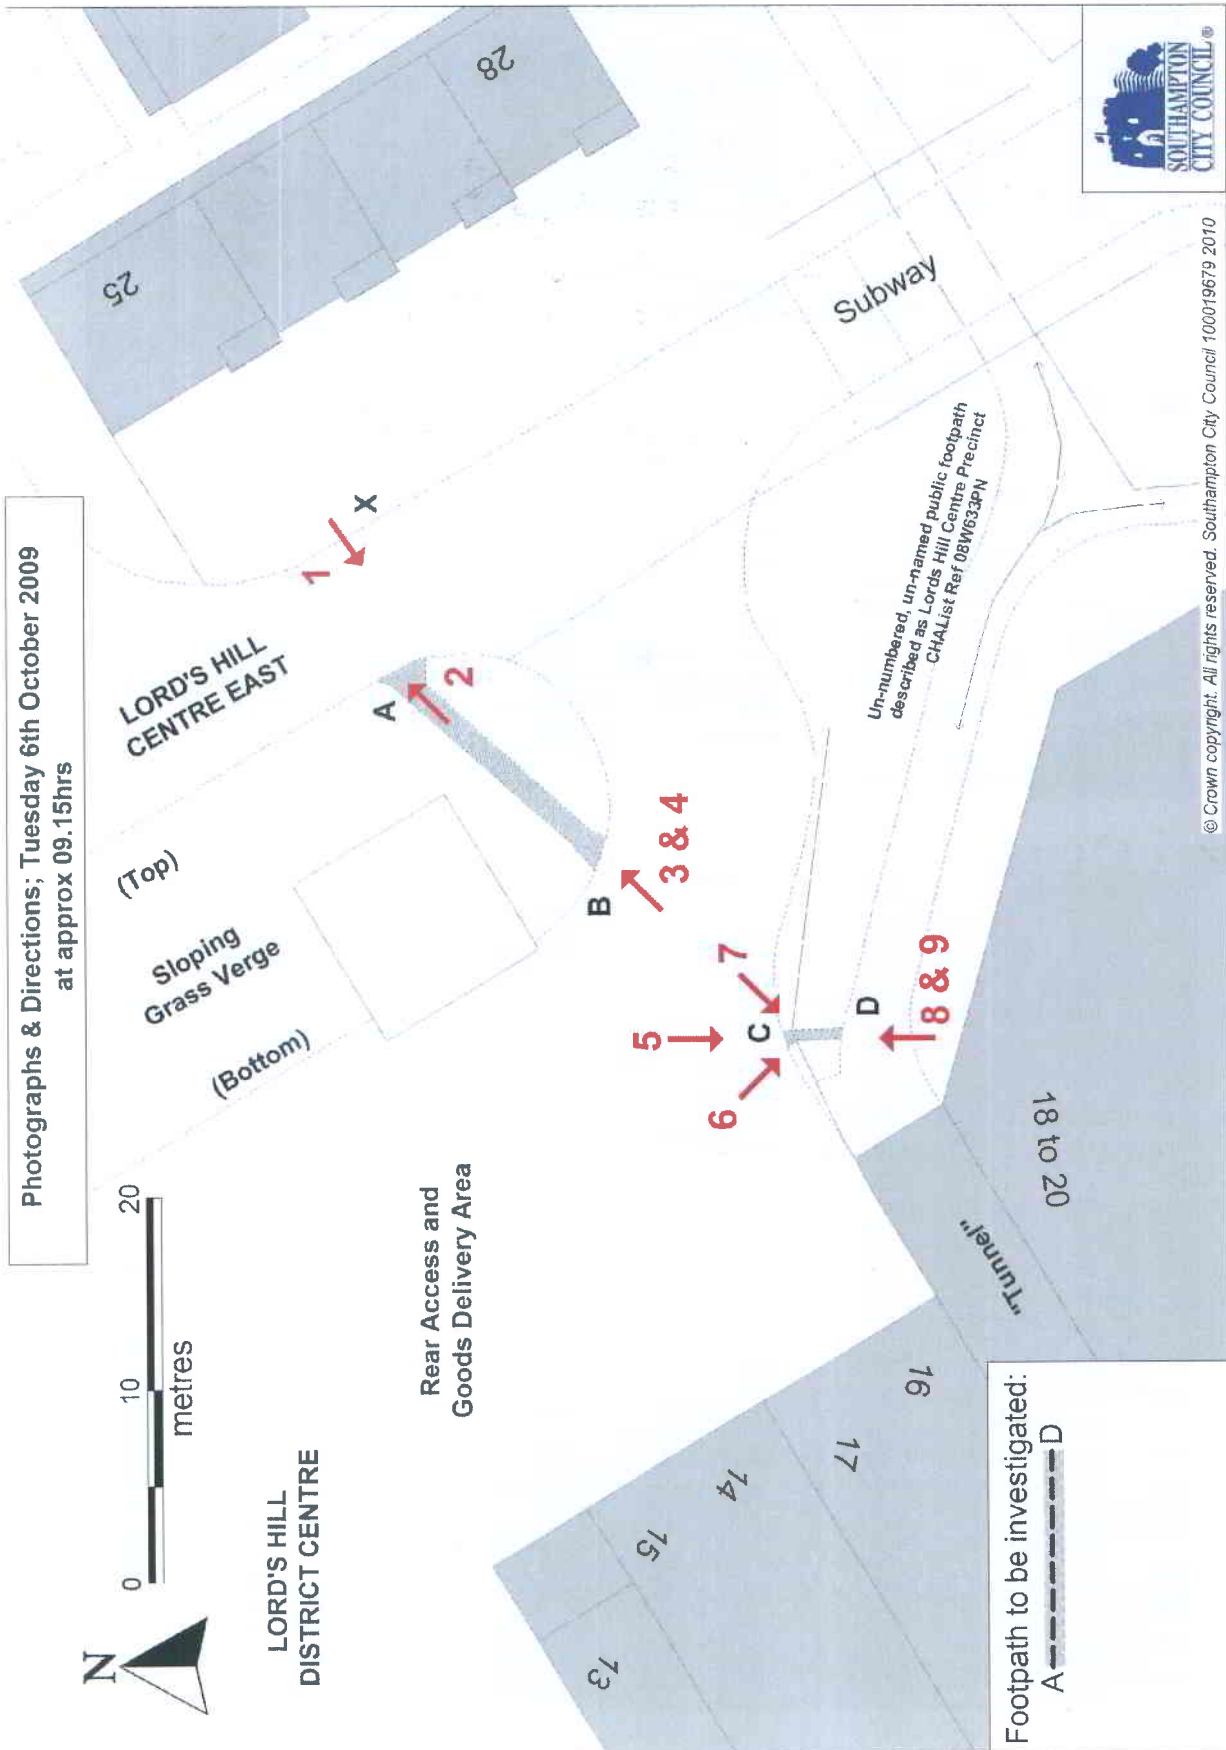 Photographs & Directions; Tuesday 6th October 2009
at approx 09.15hrs
N
0 10 20
metres
LORD'S HILL
DISTRICT CENTRE
Rear Access and
Goods Delivery Area
(Bottom)
Sloping
Grass Verge
(Top)
LORD'S HILL
CENTRE EAST
25
28
1
X
A
2
B
3 & 4
5
6
7
C
D
8 & 9
Subway
Un-numbered, un-named public footpath
described as Lords Hill Centre Precinct
CHAList Ref 08W633PN
73
15
14
17
16
"Tunnel"
18 to 20
Footpath to be investigated:
A D
SOUTHAMPTON
CITY COUNCIL®
© Crown copyright. All rights reserved. Southampton City Council 100019679 2010